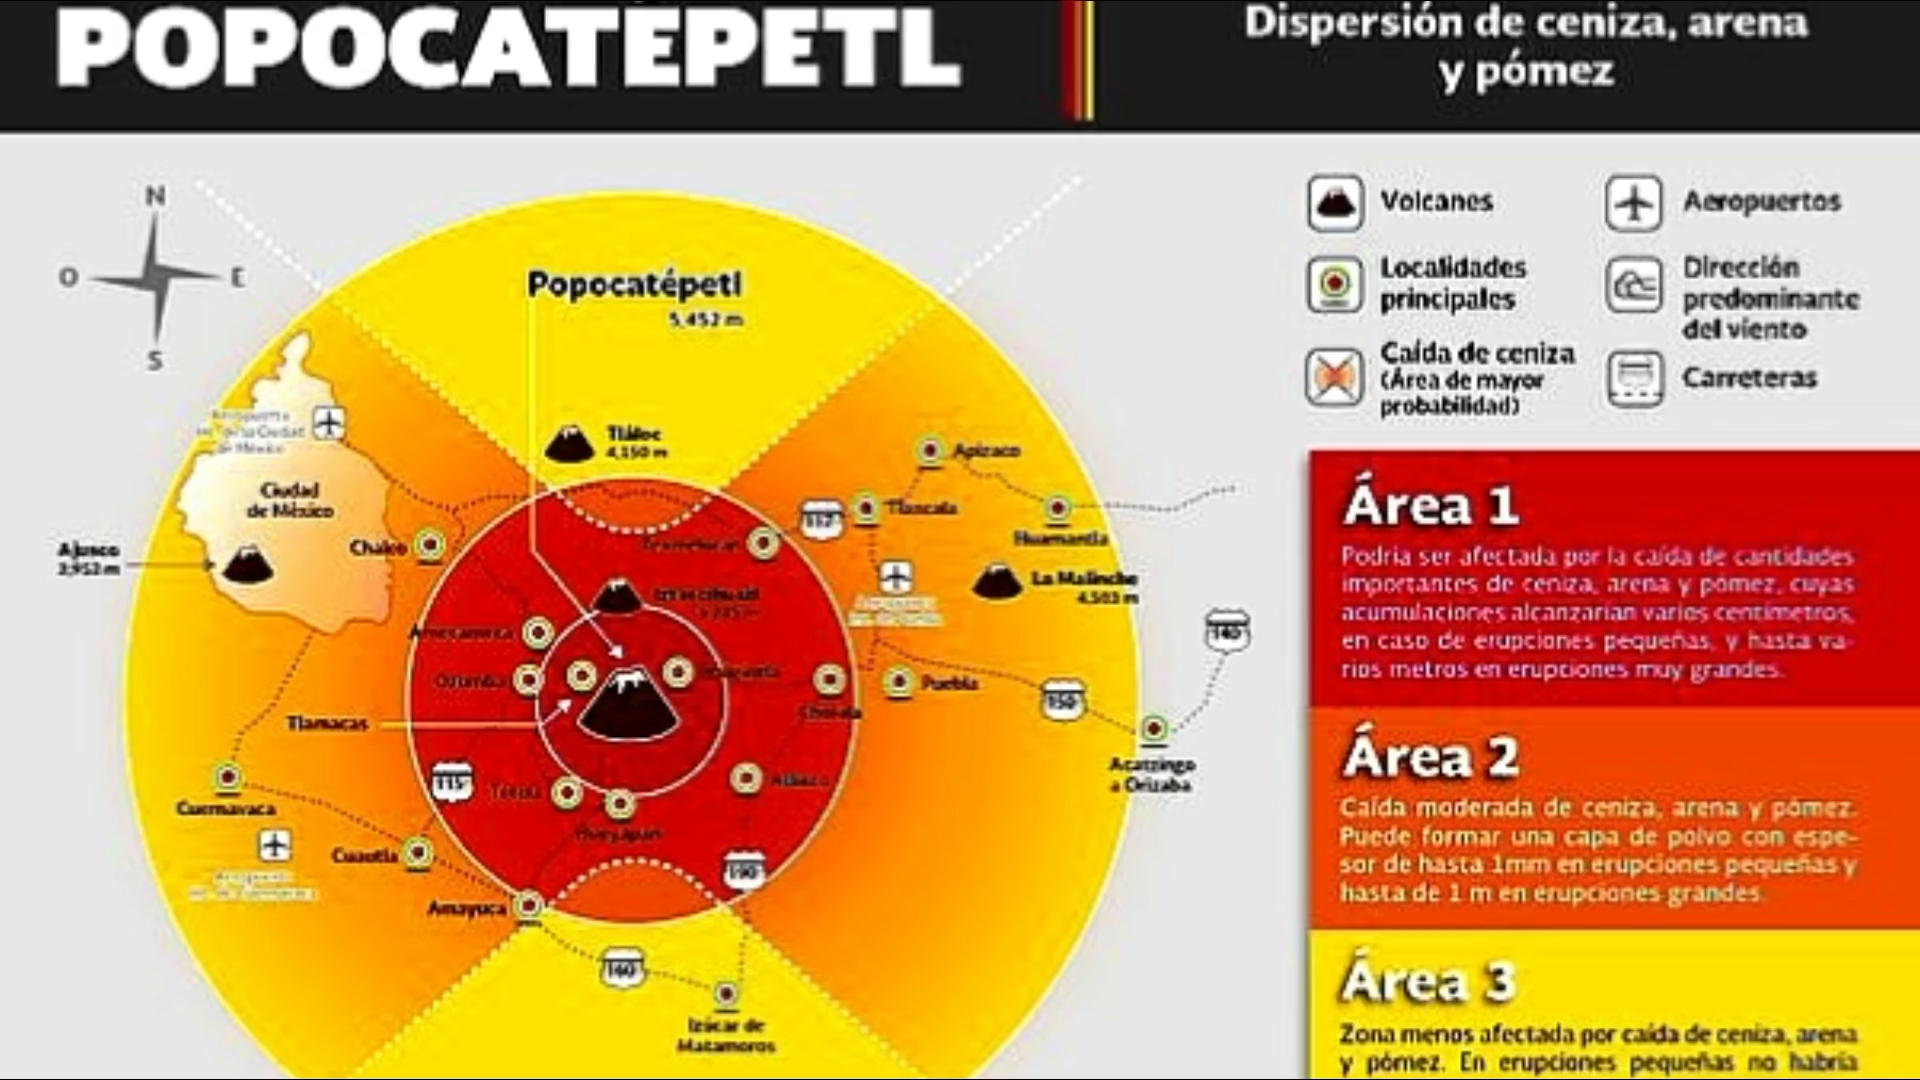 POPOCATÉPETL
Dispersión de ceniza, arena
y pómez
N
O
E
S
Volcanes
Aeropuertos
Localidades
principales
Dirección
predominante
del viento
Caída de ceniza
(Área de mayor
probabilidad)
Carreteras
Popocatépetl
5,452 m
Tláloc
4,150 m
Ciudad
de México
Ajusco
Chalco
Apizaco
Tlaxcala
Huamantla
La Malinche
4,503 m
Amecameca
Ozumba
Tlamacas
Cholula
Puebla
150
140
Acatzingo
a Orizaba
115
Cuernavaca
Cuautla
Tetela
Hueyapan
Atlixco
190
Amayuca
160
Izúcar de
Matamoros
Área 1
Podría ser afectada por la caída de cantidades
importantes de ceniza, arena y pómez, cuyas
acumulaciones alcanzarían varios centímetros,
en caso de erupciones pequeñas, y hasta va-
rios metros en erupciones muy grandes.
Área 2
Caída moderada de ceniza, arena y pómez.
Puede formar una capa de polvo con espe-
sor de hasta 1mm en erupciones pequeñas y
hasta de 1 m en erupciones grandes.
Área 3
Zona menos afectada por caída de ceniza, arena
y pómez. En erupciones pequeñas no habría